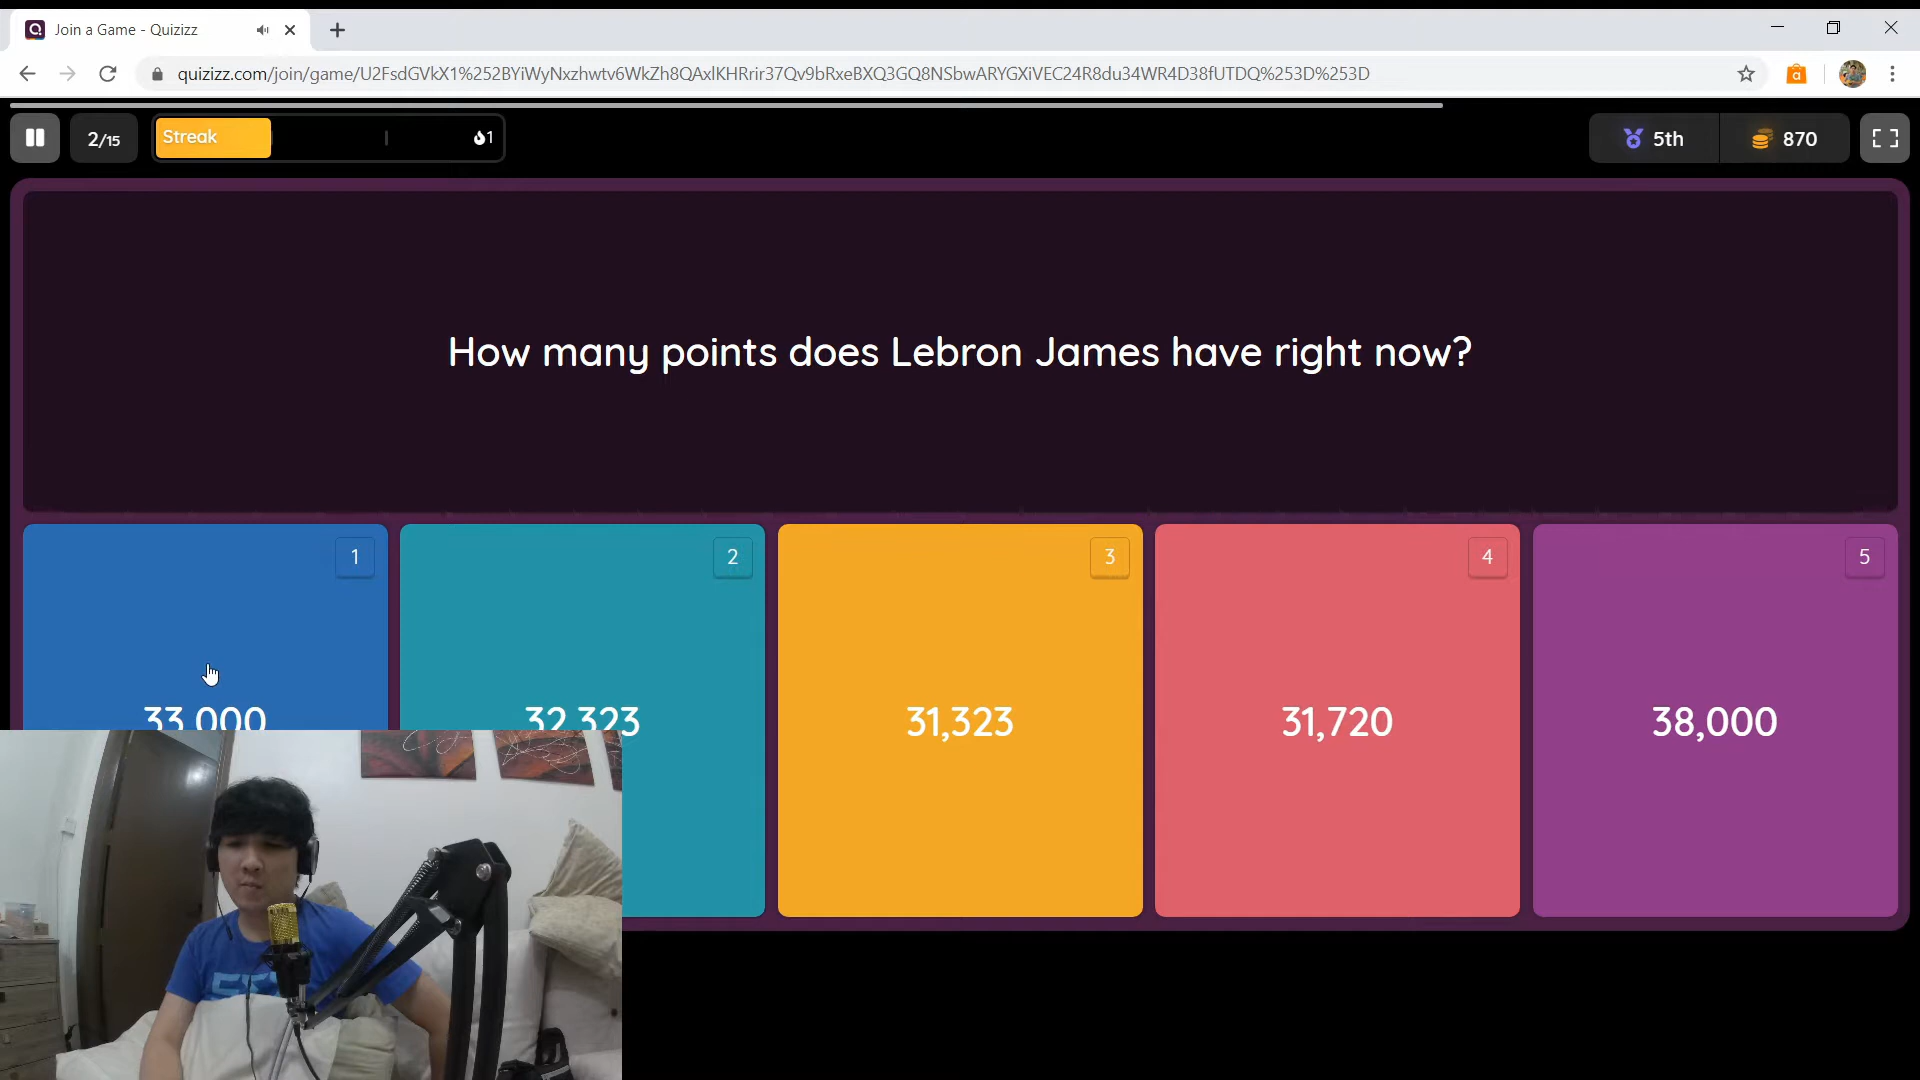 Join a Game - Quizizz
quizizz.com/join/game/U2FsdGVkX1%252BYiWyNxzhwtv6WkZh8QAxlKHRrir37Qv9bRxeBXQ3GQ8NSbwARYGXiVEC24R8du34WR4D38fUTDQ%253D%253D
2/15
Streak
1
5th
870
How many points does Lebron James have right now?
1
2
3
4
5
33,000
32,323
31,323
31,720
38,000